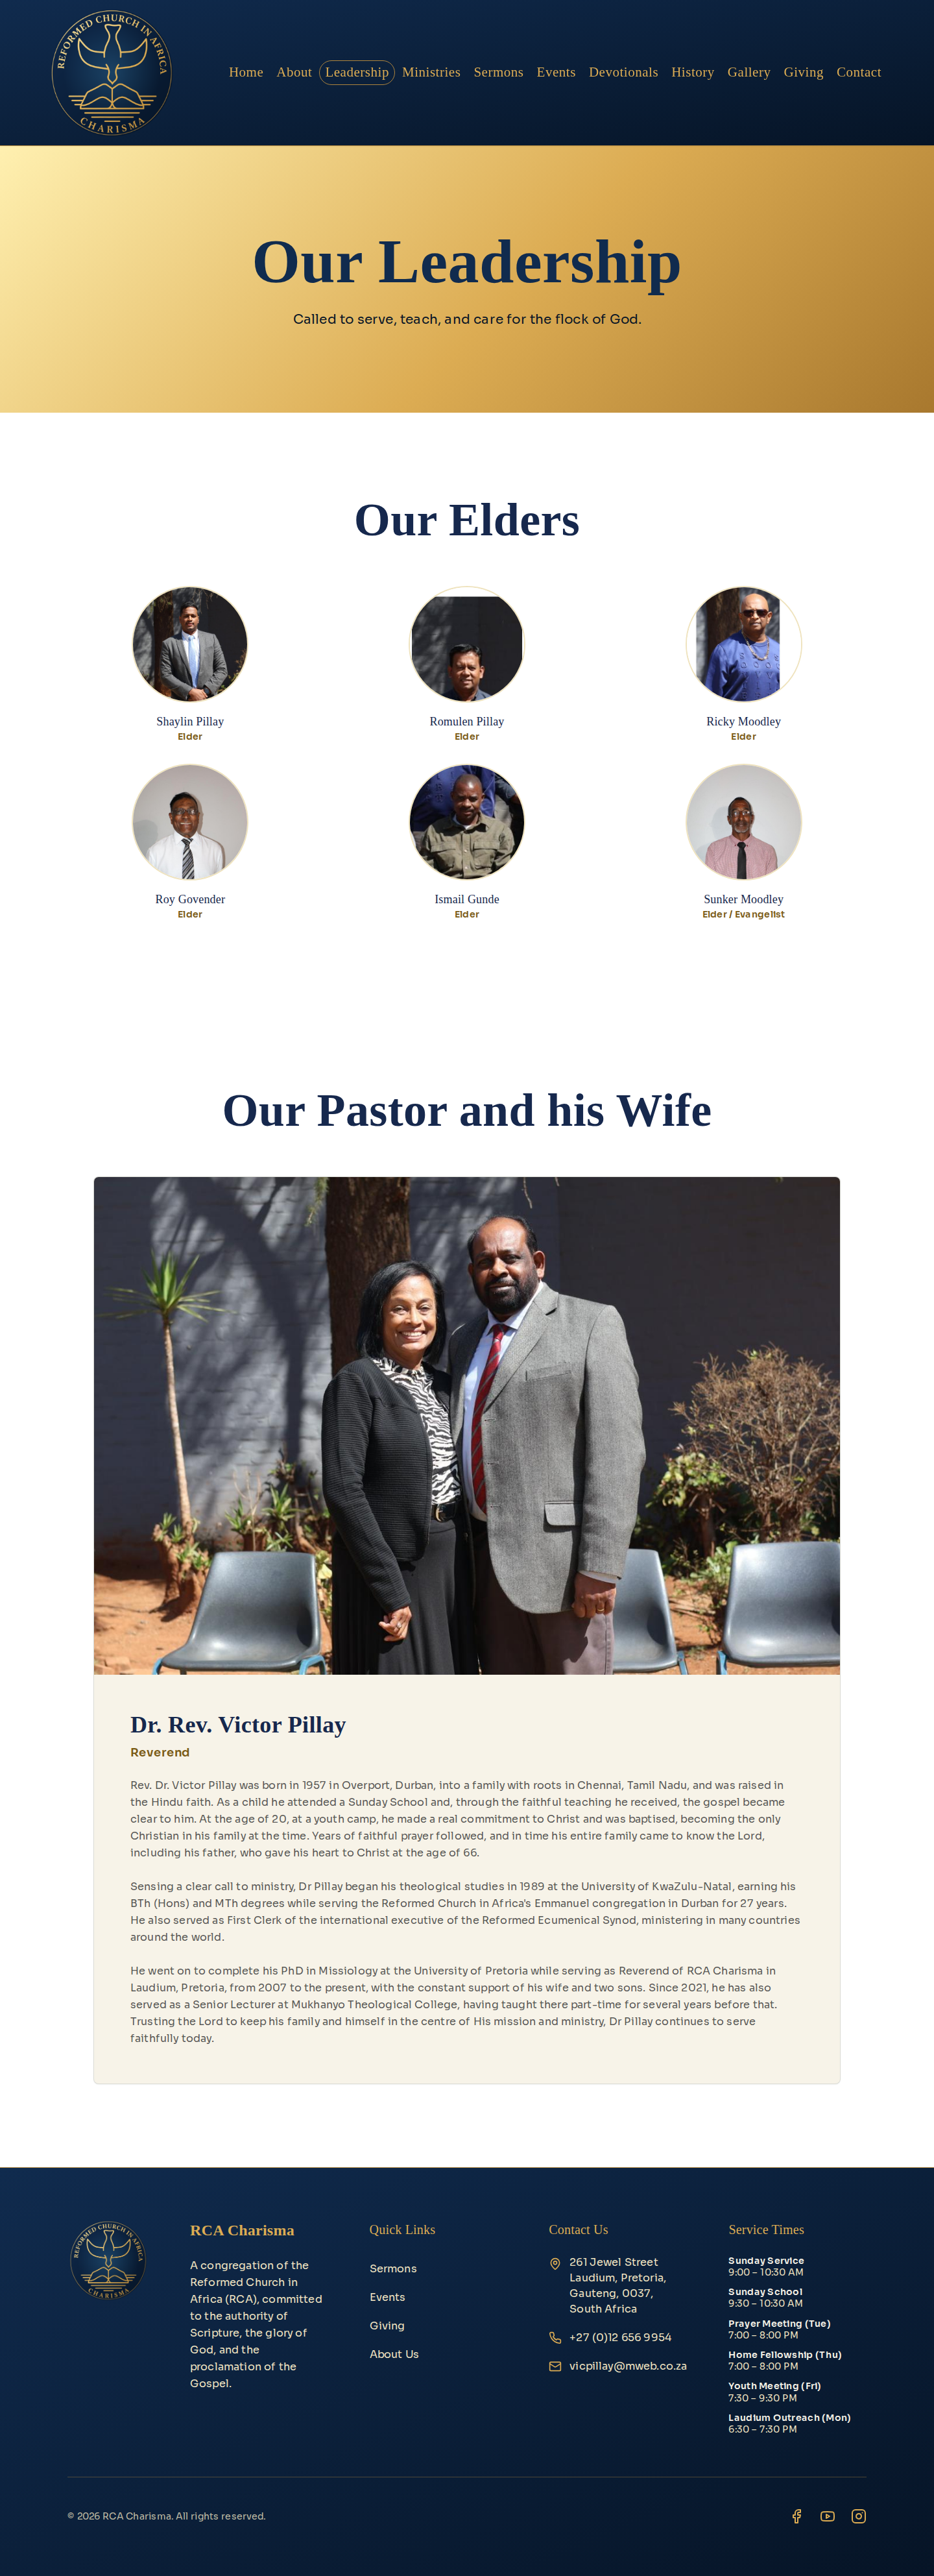 REFORMED CHURCH IN AFRICA
CHARISMA
Home About Leadership Ministries Sermons Events Devotionals History Gallery Giving Contact
Our Leadership
Called to serve, teach, and care for the flock of God.
Our Elders
Shaylin Pillay
Elder
Romulen Pillay
Elder
Ricky Moodley
Elder
Roy Govender
Elder
Ismail Gunde
Elder
Sunker Moodley
Elder / Evangelist
Our Pastor and his Wife
Dr. Rev. Victor Pillay
Reverend
Rev. Dr. Victor Pillay was born in 1957 in Overport, Durban, into a family with roots in Chennai, Tamil Nadu, and was raised in
the Hindu faith. As a child he attended a Sunday School and, through the faithful teaching he received, the gospel became
clear to him. At the age of 20, at a youth camp, he made a real commitment to Christ and was baptised, becoming the only
Christian in his family at the time. Years of faithful prayer followed, and in time his entire family came to know the Lord,
including his father, who gave his heart to Christ at the age of 66.
Sensing a clear call to ministry, Dr Pillay began his theological studies in 1989 at the University of KwaZulu-Natal, earning his
BTh (Hons) and MTh degrees while serving the Reformed Church in Africa's Emmanuel congregation in Durban for 27 years.
He also served as First Clerk of the international executive of the Reformed Ecumenical Synod, ministering in many countries
around the world.
He went on to complete his PhD in Missiology at the University of Pretoria while serving as Reverend of RCA Charisma in
Laudium, Pretoria, from 2007 to the present, with the constant support of his wife and two sons. Since 2021, he has also
served as a Senior Lecturer at Mukhanyo Theological College, having taught there part-time for several years before that.
Trusting the Lord to keep his family and himself in the centre of His mission and ministry, Dr Pillay continues to serve
faithfully today.
REFORMED CHURCH IN AFRICA
CHARISMA
RCA Charisma
A congregation of the
Reformed Church in
Africa (RCA), committed
to the authority of
Scripture, the glory of
God, and the
proclamation of the
Gospel.
Quick Links
Sermons
Events
Giving
About Us
Contact Us
261 Jewel Street
Laudium, Pretoria,
Gauteng, 0037,
South Africa
+27 (0)12 656 9954
vicpillay@mweb.co.za
Service Times
Sunday Service
9:00 – 10:30 AM
Sunday School
9:30 – 10:30 AM
Prayer Meeting (Tue)
7:00 – 8:00 PM
Home Fellowship (Thu)
7:00 – 8:00 PM
Youth Meeting (Fri)
7:30 – 9:30 PM
Laudium Outreach (Mon)
6:30 – 7:30 PM
© 2026 RCA Charisma. All rights reserved.